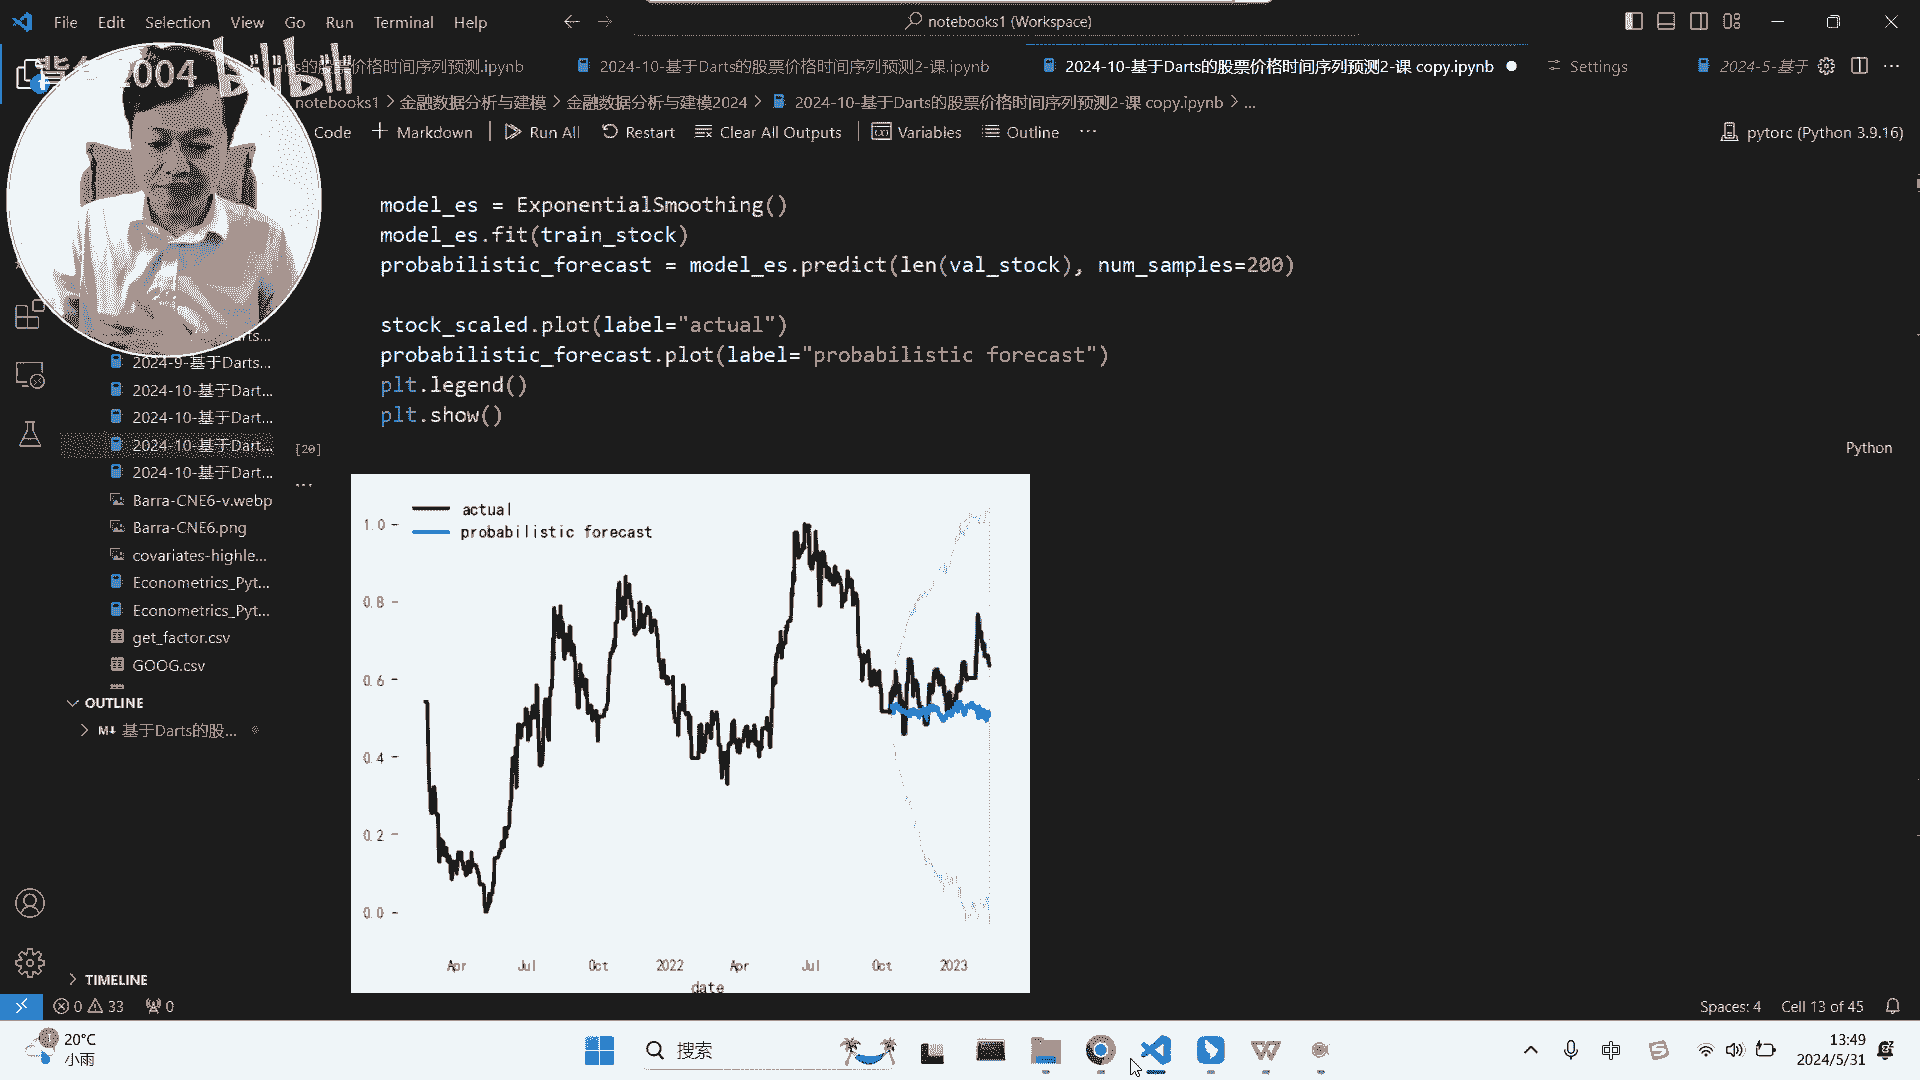 File Edit Selection View Go Run Terminal Help
notebooks1 (Workspace)
2004 bilibili
的股票价格时间序列预测.ipynb
2024-10-基于Darts的股票价格时间序列预测2-课.ipynb
2024-10-基于Darts的股票价格时间序列预测2-课 copy.ipynb
Settings
2024-5-基于
notebooks1 > 金融数据分析与建模 > 金融数据分析与建模2024 > 2024-10-基于Darts的股票价格时间序列预测2-课 copy.ipynb > ...
Code + Markdown Run All Restart Clear All Outputs Variables Outline ...
pytorc (Python 3.9.16)
model_es = ExponentialSmoothing()
model_es.fit(train_stock)
probabilistic_forecast = model_es.predict(len(val_stock), num_samples=200)
stock_scaled.plot(label="actual")
probabilistic_forecast.plot(label="probabilistic forecast")
plt.legend()
plt.show()
[20]
Python
...
2024-9-基于Darts...
2024-10-基于Dart...
2024-10-基于Dart...
2024-10-基于Dart...
2024-10-基于Dart...
Barra-CNE6-v.webp
Barra-CNE6.png
covariates-highle...
Econometrics_Pyt...
Econometrics_Pyt...
get_factor.csv
GOOG.csv
OUTLINE
M↓ 基于Darts的股...
TIMELINE
actual
probabilistic forecast
1.0
0.8
0.6
0.4
0.2
0.0
Apr Jul Oct 2022 Apr Jul Oct 2023
date
0 33 0
Spaces: 4 Cell 13 of 45
1
20°C
小雨
搜索
中
13:49
2024/5/31